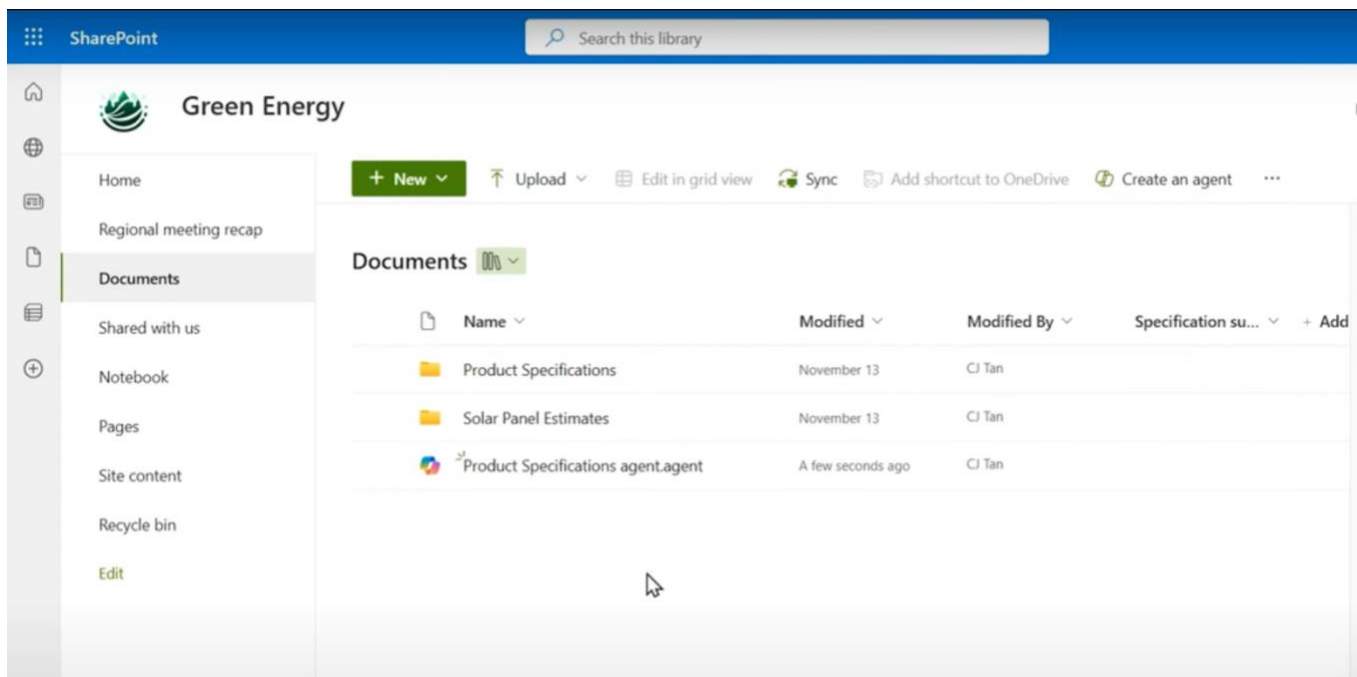 SharePoint
Search this library
Green Energy
Home
Regional meeting recap
Documents
Shared with us
Notebook
Pages
Site content
Recycle bin
Edit
+ New
Upload
Edit in grid view
Sync
Add shortcut to OneDrive
Create an agent
...
Documents
Name Modified Modified By Specification su... + Add
Product Specifications November 13 CJ Tan
Solar Panel Estimates November 13 CJ Tan
Product Specifications agent.agent A few seconds ago CJ Tan